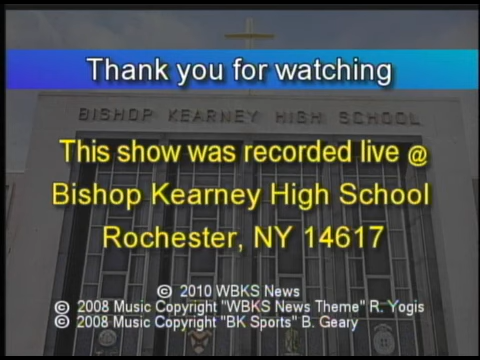 Thank you for watching
BISHOP KEARNEY HIGH SCHOOL
This show was recorded live @
Bishop Kearney High School
Rochester, NY 14617
© 2010 WBKS News
© 2008 Music Copyright "WBKS News Theme" R. Yogis
© 2008 Music Copyright "BK Sports" B. Geary